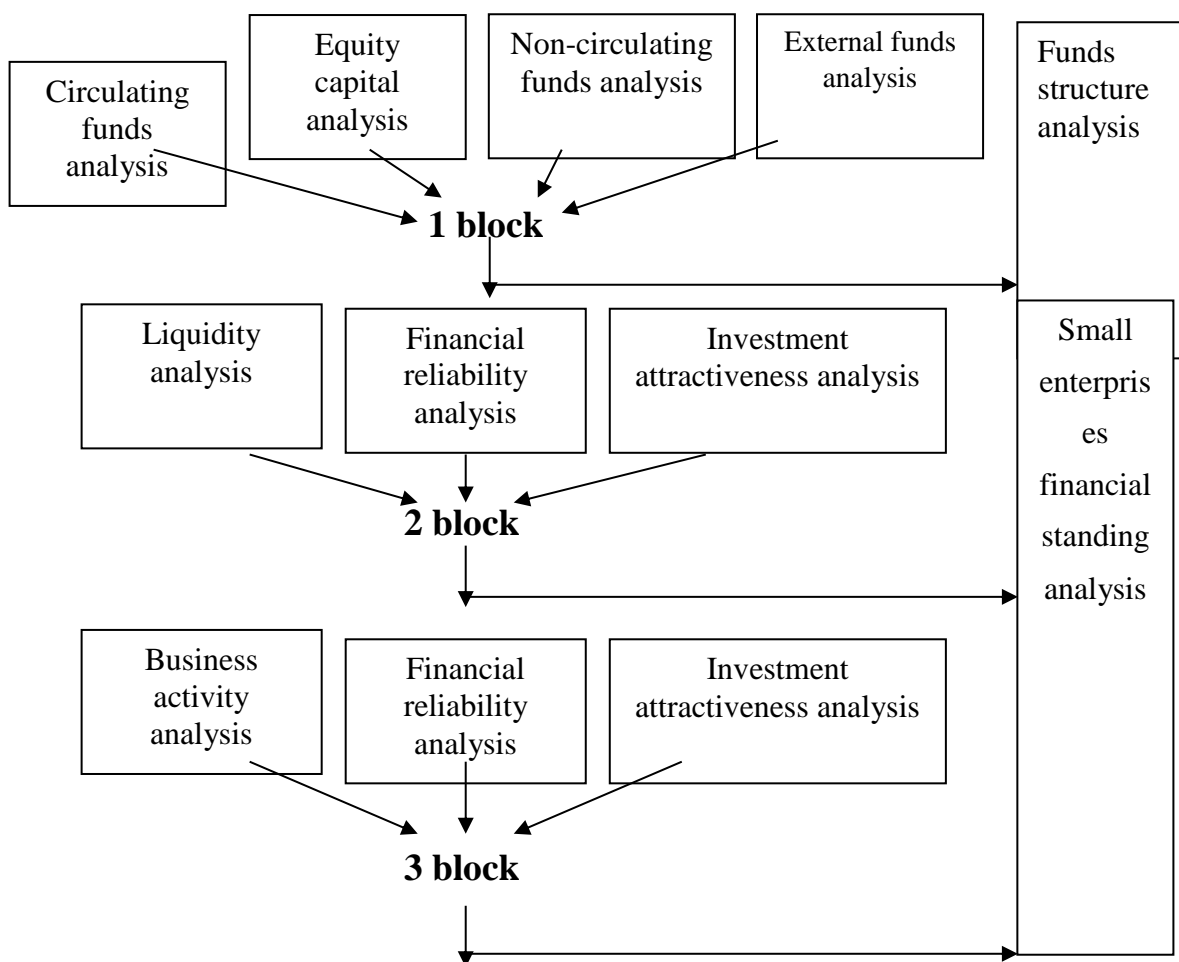 Circulating
funds
analysis
Equity
capital
analysis
Non-circulating
funds analysis
External funds
analysis
Funds
structure
analysis
1 block
Liquidity
analysis
Financial
reliability
analysis
Investment
attractiveness analysis
Small
enterpris
es
financial
standing
analysis
2 block
Business
activity
analysis
Financial
reliability
analysis
Investment
attractiveness analysis
3 block